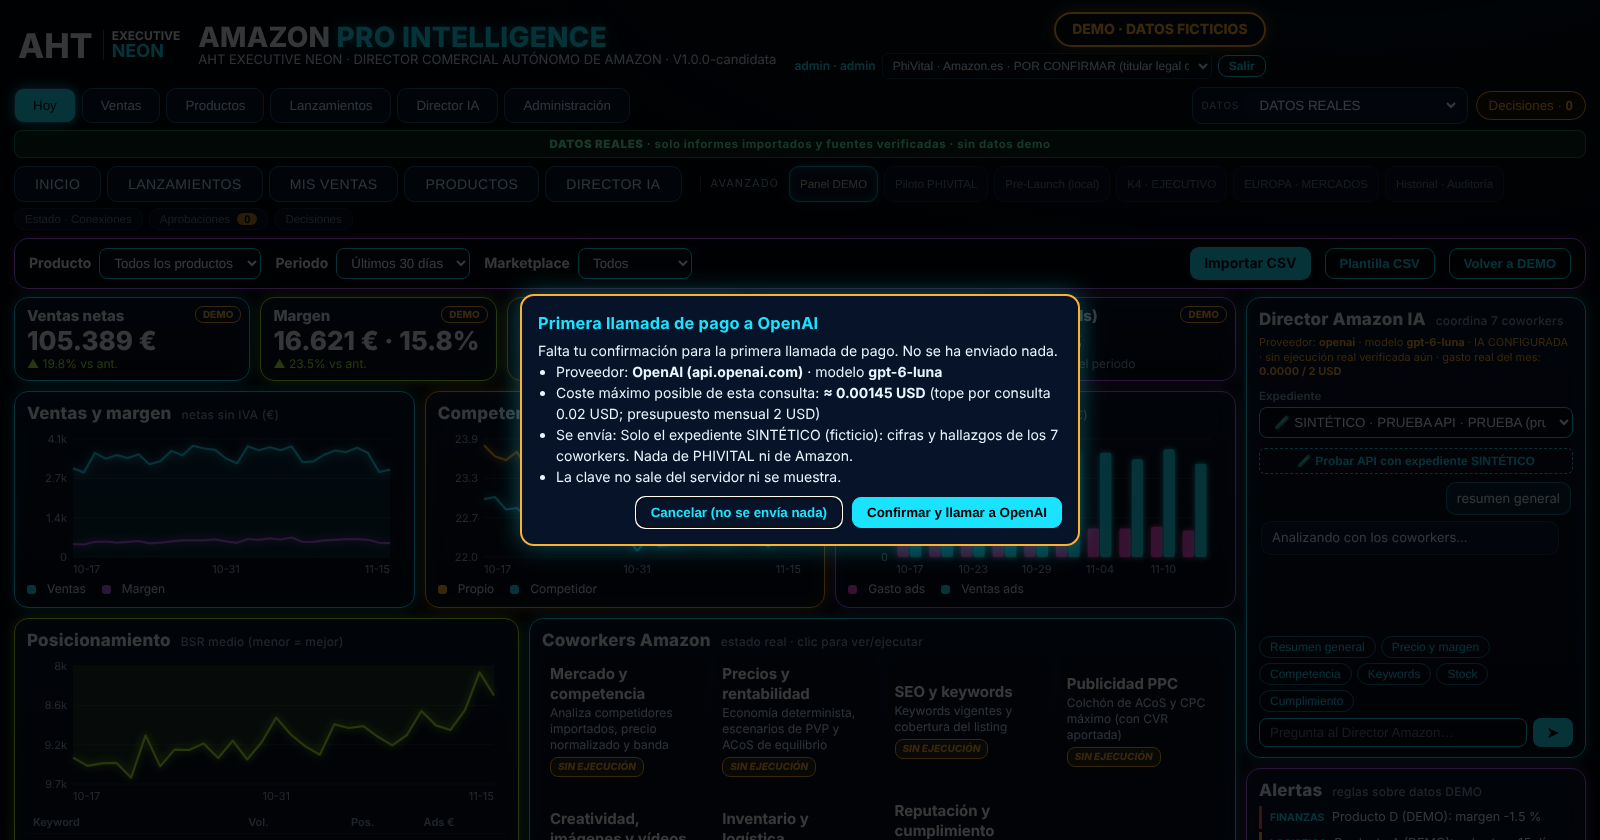 AHT
EXECUTIVE
NEON
AMAZON PRO INTELLIGENCE
AHT EXECUTIVE NEON · DIRECTOR COMERCIAL AUTÓNOMO DE AMAZON · V1.0.0-candidata
DEMO · DATOS FICTICIOS
admin · admin
PhiVital · Amazon.es · POR CONFIRMAR (titular legal c
Salir
Hoy
Ventas
Productos
Lanzamientos
Director IA
Administración
DATOS
DATOS REALES
Decisiones · 0
DATOS REALES · solo informes importados y fuentes verificadas · sin datos demo
INICIO
LANZAMIENTOS
MIS VENTAS
PRODUCTOS
DIRECTOR IA
AVANZADO
Panel DEMO
Piloto PHIVITAL
Pre-Launch (local)
K4 · EJECUTIVO
EUROPA · MERCADOS
Historial · Auditoría
Estado · Conexiones
Aprobaciones 0
Decisiones
Producto
Todos los productos
Periodo
Últimos 30 días
Marketplace
Todos
Importar CSV
Plantilla CSV
Volver a DEMO
Ventas netas
DEMO
105.389 €
▲ 19.8% vs ant.
Margen
DEMO
16.621 € · 15.8%
▲ 23.5% vs ant.
s)
DEMO
el periodo
Primera llamada de pago a OpenAI
Falta tu confirmación para la primera llamada de pago. No se ha enviado nada.
• Proveedor: OpenAI (api.openai.com) · modelo gpt-6-luna
• Coste máximo posible de esta consulta: ≈ 0.00145 USD (tope por consulta
0.02 USD; presupuesto mensual 2 USD)
• Se envía: Solo el expediente SINTÉTICO (ficticio): cifras y hallazgos de los 7
coworkers. Nada de PHIVITAL ni de Amazon.
• La clave no sale del servidor ni se muestra.
Cancelar (no se envía nada)
Confirmar y llamar a OpenAI
Ventas y margen netas sin IVA (€)
4.1k
2.7k
1.4k
0
10-17
10-31
11-15
Ventas
Margen
Competen
23.9
23.3
22.7
22.0
10-17
10-31
11-15
Propio
Competidor
0
10-17
10-23
10-29
11-04
11-10
Gasto ads
Ventas ads
Director Amazon IA coordina 7 coworkers
Proveedor: openai · modelo gpt-6-luna · IA CONFIGURADA
· sin ejecución real verificada aún · gasto real del mes:
0.0000 / 2 USD
Expediente
SINTÉTICO · PRUEBA API · PRUEBA (pru
Probar API con expediente SINTÉTICO
resumen general
Analizando con los coworkers…
Resumen general
Precio y margen
Competencia
Keywords
Stock
Cumplimiento
Pregunta al Director Amazon…
Posicionamiento BSR medio (menor = mejor)
8k
8.6k
9.2k
9.7k
10-17
10-31
11-15
Keyword
Vol.
Pos.
Ads €
Coworkers Amazon estado real · clic para ver/ejecutar
Mercado y
competencia
Analiza competidores
importados, precio
normalizado y banda
SIN EJECUCIÓN
Precios y
rentabilidad
Economía determinista,
escenarios de PVP y
ACoS de equilibrio
SIN EJECUCIÓN
SEO y keywords
Keywords vigentes y
cobertura del listing
SIN EJECUCIÓN
Publicidad PPC
Colchón de ACoS y CPC
máximo (con CVR
aportada)
SIN EJECUCIÓN
Creatividad,
imágenes y vídeos
Inventario y
logística
Reputación y
cumplimiento
Alertas reglas sobre datos DEMO
FINANZAS Producto D (DEMO): margen -1.5 %